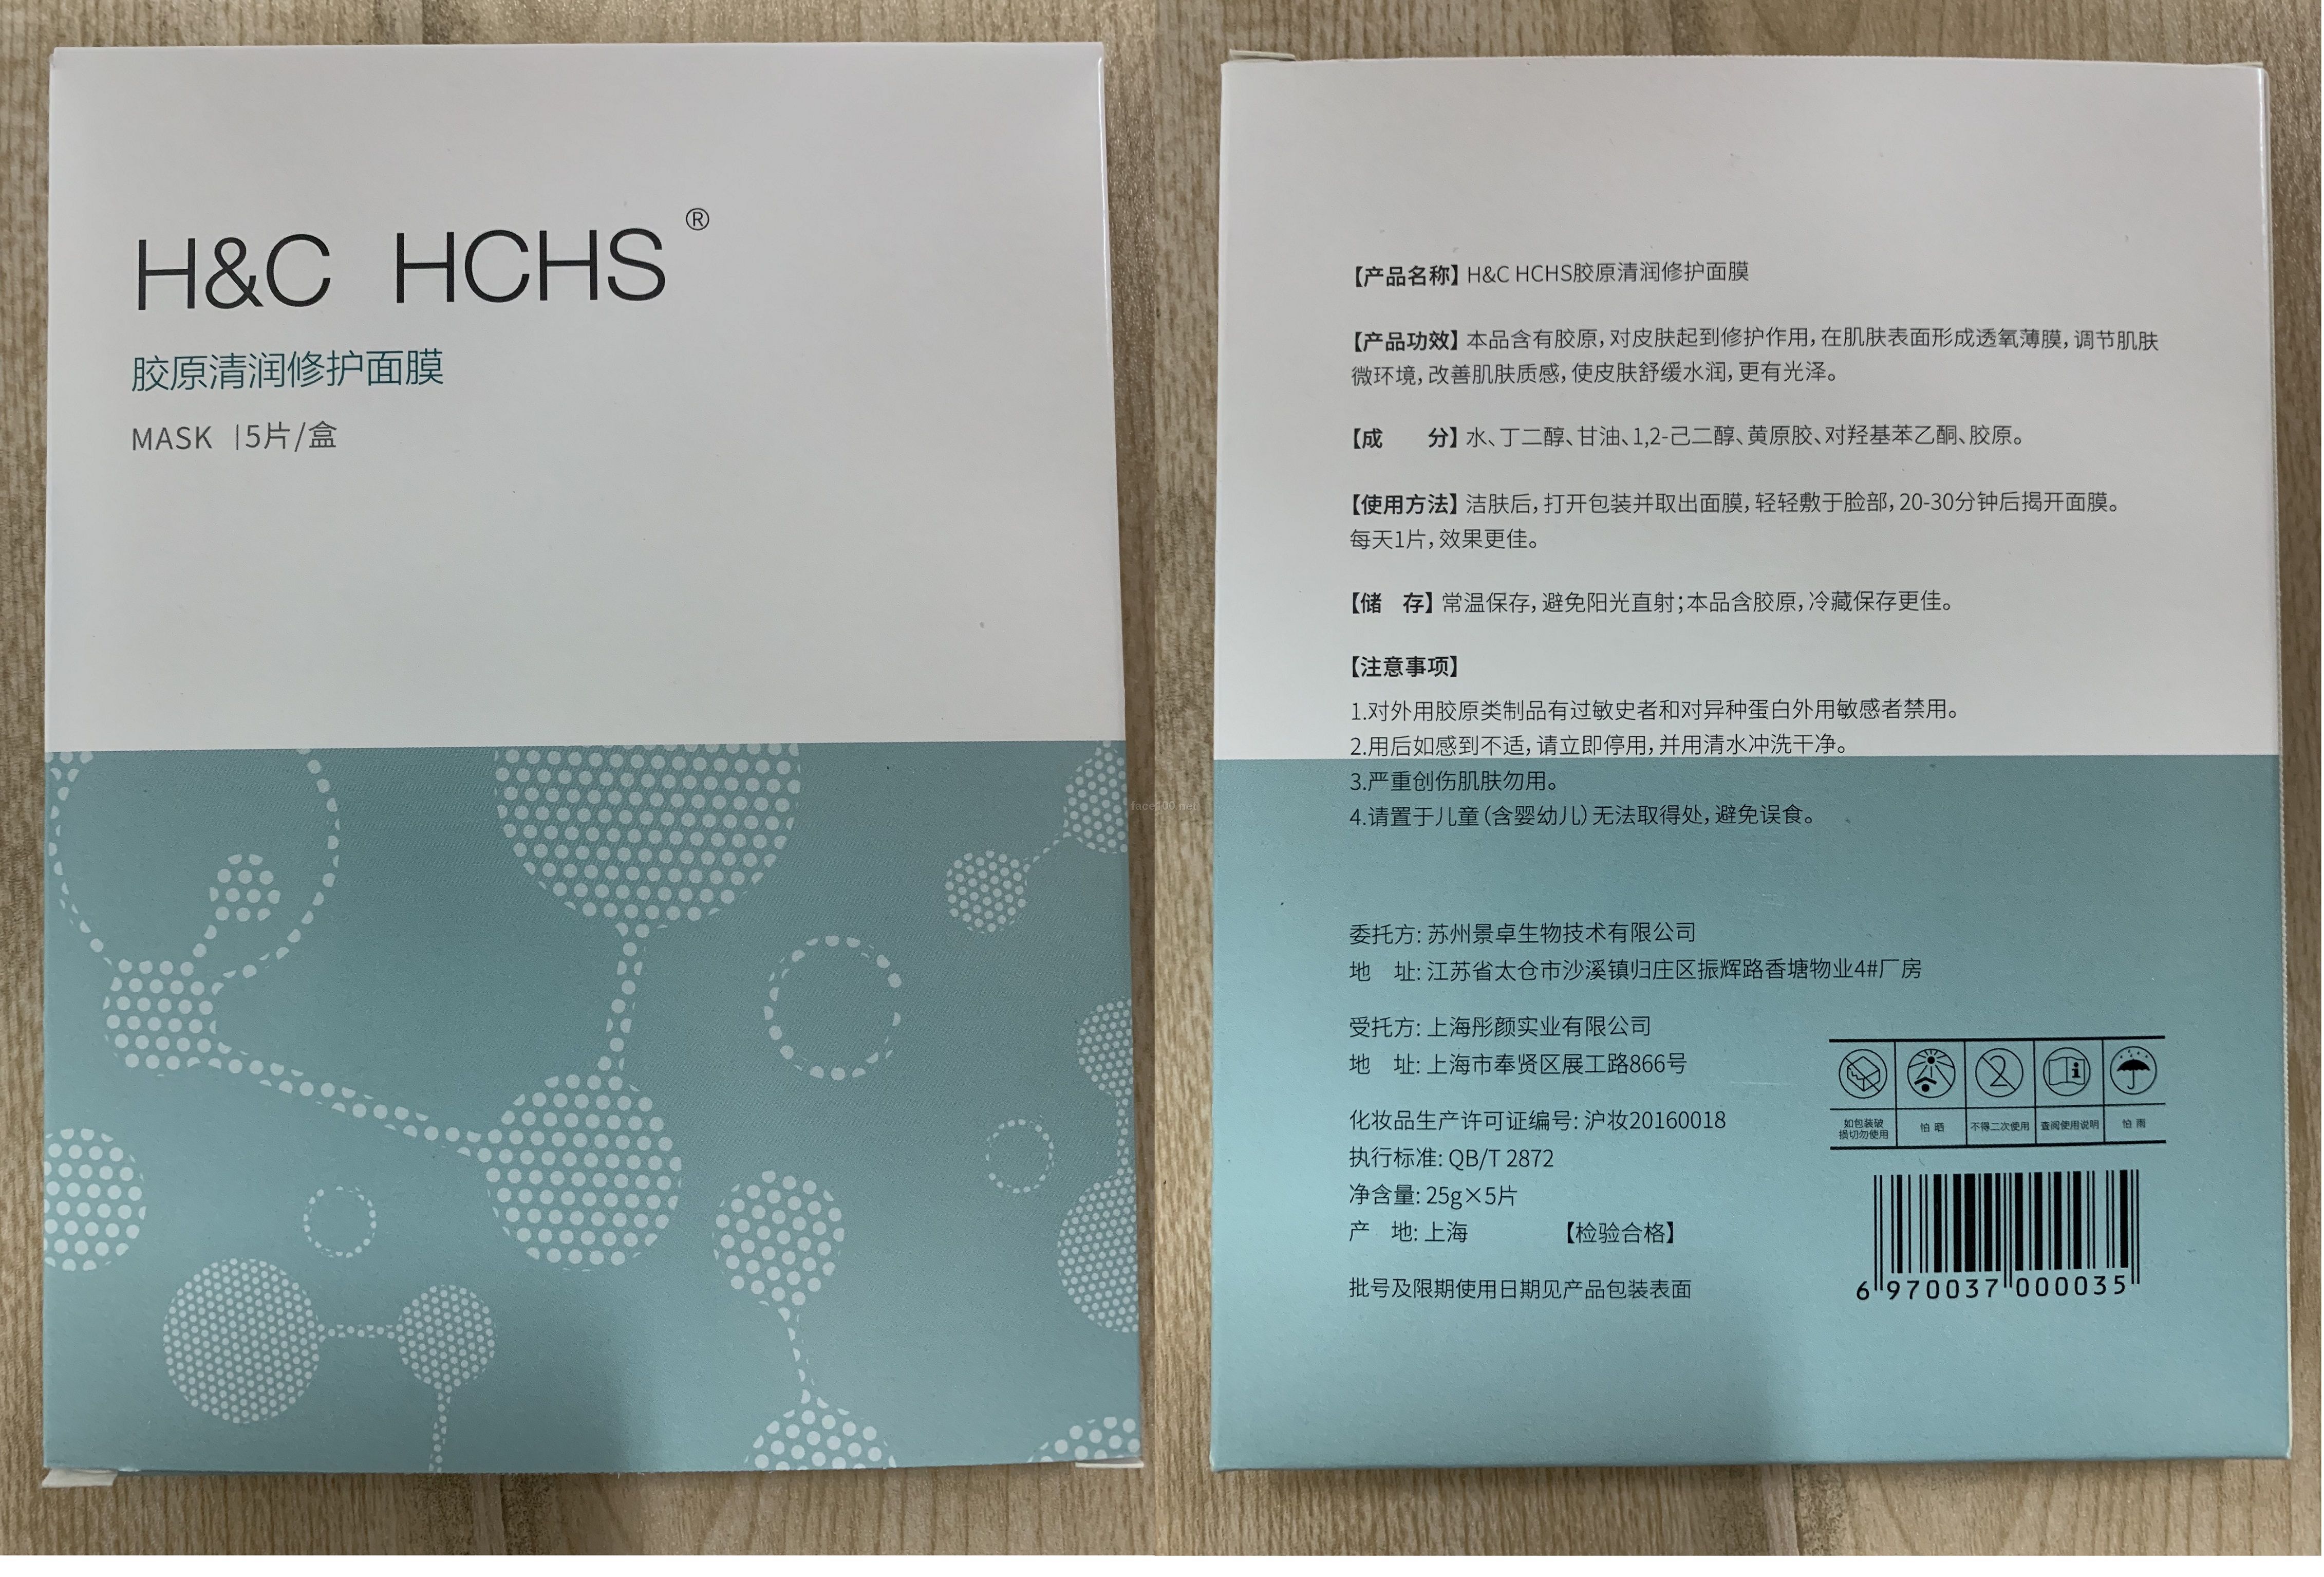 H&C HCHS®
胶原清润修护面膜
MASK |5片/盒
face100.net
【产品名称】H&C HCHS胶原清润修护面膜
【产品功效】本品含有胶原,对皮肤起到修护作用,在肌肤表面形成透氧薄膜,调节肌肤
微环境,改善肌肤质感,使皮肤舒缓水润,更有光泽。
【成 分】水、丁二醇、甘油、1,2-己二醇、黄原胶、对羟基苯乙酮、胶原。
【使用方法】洁肤后,打开包装并取出面膜,轻轻敷于脸部,20-30分钟后揭开面膜。
每天1片,效果更佳。
【储 存】常温保存,避免阳光直射;本品含胶原,冷藏保存更佳。
【注意事项】
1.对外用胶原类制品有过敏史者和对异种蛋白外用敏感者禁用。
2.用后如感到不适,请立即停用,并用清水冲洗干净。
3.严重创伤肌肤勿用。
4.请置于儿童(含婴幼儿)无法取得处,避免误食。
委托方: 苏州景卓生物技术有限公司
地 址: 江苏省太仓市沙溪镇归庄区振辉路香塘物业4#厂房
受托方: 上海彤颜实业有限公司
地 址: 上海市奉贤区展工路866号
化妆品生产许可证编号: 沪妆20160018
执行标准: QB/T 2872
净含量: 25g×5片
产 地: 上海 【检验合格】
批号及限期使用日期见产品包装表面
如包装破
损切勿使用
怕 晒
不得二次使用
查阅使用说明
怕 雨
6 970037 000035